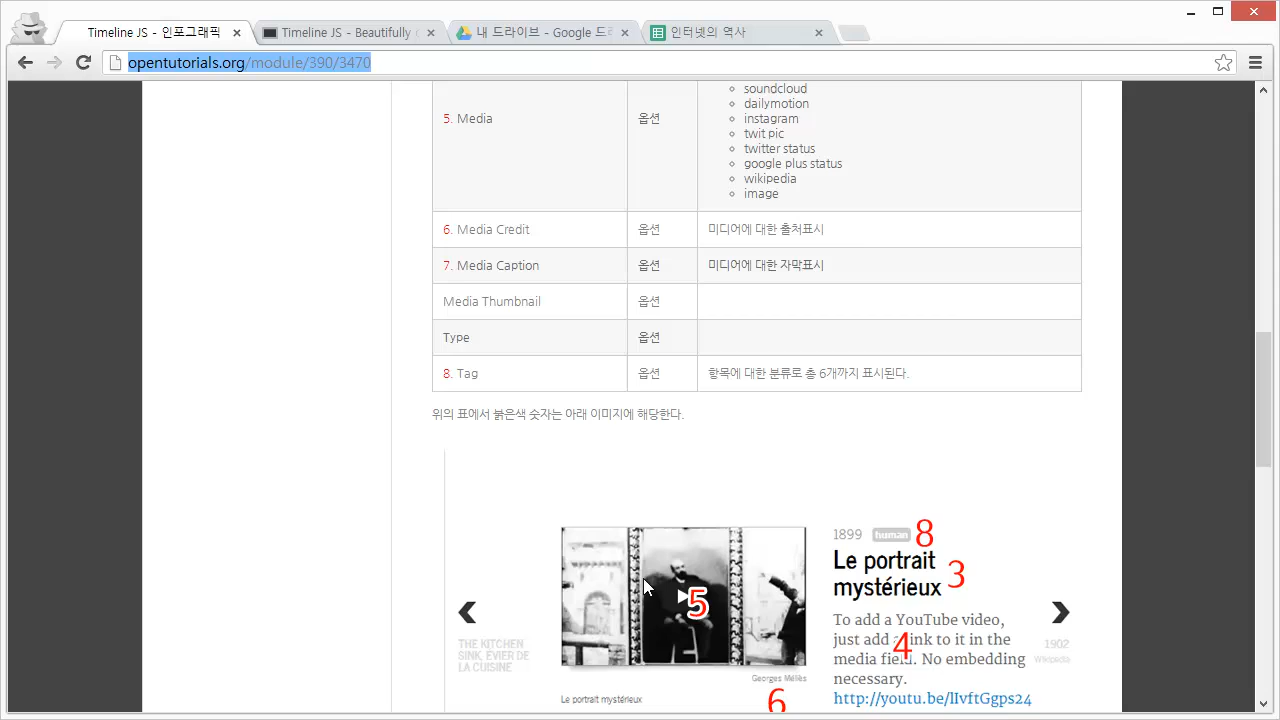 Timeline JS - 인포그래픽
Timeline JS - Beautifully
내 드라이브 - Google 드
인터넷의 역사
opentutorials.org/module/390/3470
soundcloud
dailymotion
5. Media 옵션 instagram
twit pic
twitter status
google plus status
wikipedia
image
6. Media Credit 옵션 미디어에 대한 출처표시
7. Media Caption 옵션 미디어에 대한 자막표시
Media Thumbnail 옵션
Type 옵션
8. Tag 옵션 항목에 대한 분류로 총 6개까지 표시된다.
위의 표에서 붉은색 숫자는 아래 이미지에 해당한다.
1899 human 8
Le portrait
mystérieux 3
5
To add a YouTube video,
just add a link to it in the
4
media field. No embedding
necessary.
http://youtu.be/lIvftGgps24
THE KITCHEN
SINK, EVIER DE
LA CUISINE
1902
Wikipedia
Georges Méliès
Le portrait mystérieux
6